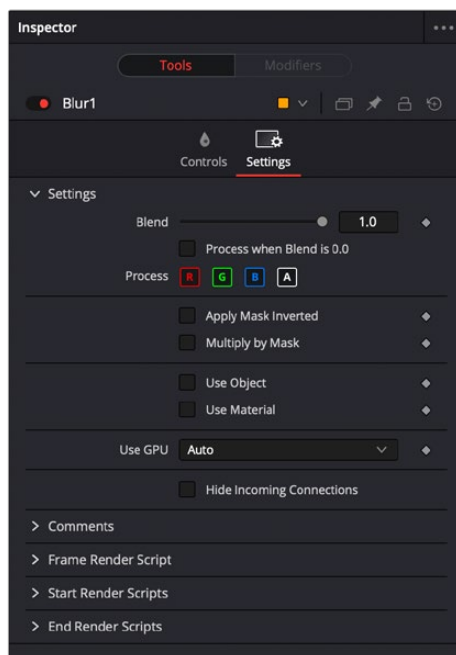 Inspector
Tools Modifiers
Blur1
Controls Settings
Settings
Blend 1.0
Process when Blend is 0.0
Process R G B A
Apply Mask Inverted
Multiply by Mask
Use Object
Use Material
Use GPU Auto
Hide Incoming Connections
Comments
Frame Render Script
Start Render Scripts
End Render Scripts